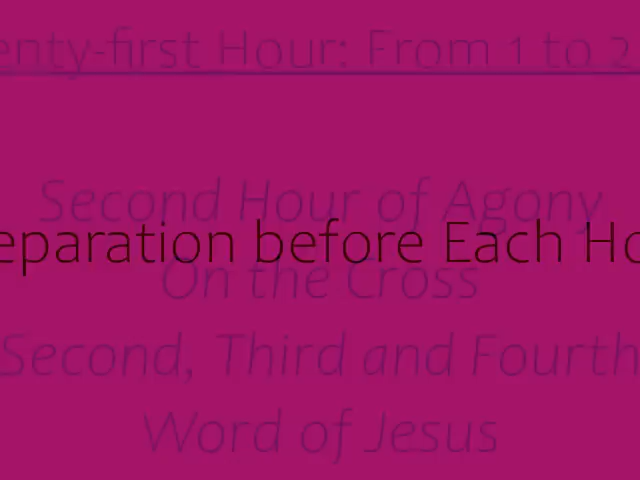 enty-first Hour: From 1 to 2
Second Hour of Agony
eparation before Each Ho
On the Cross
Second, Third and Fourth
Word of Jesus